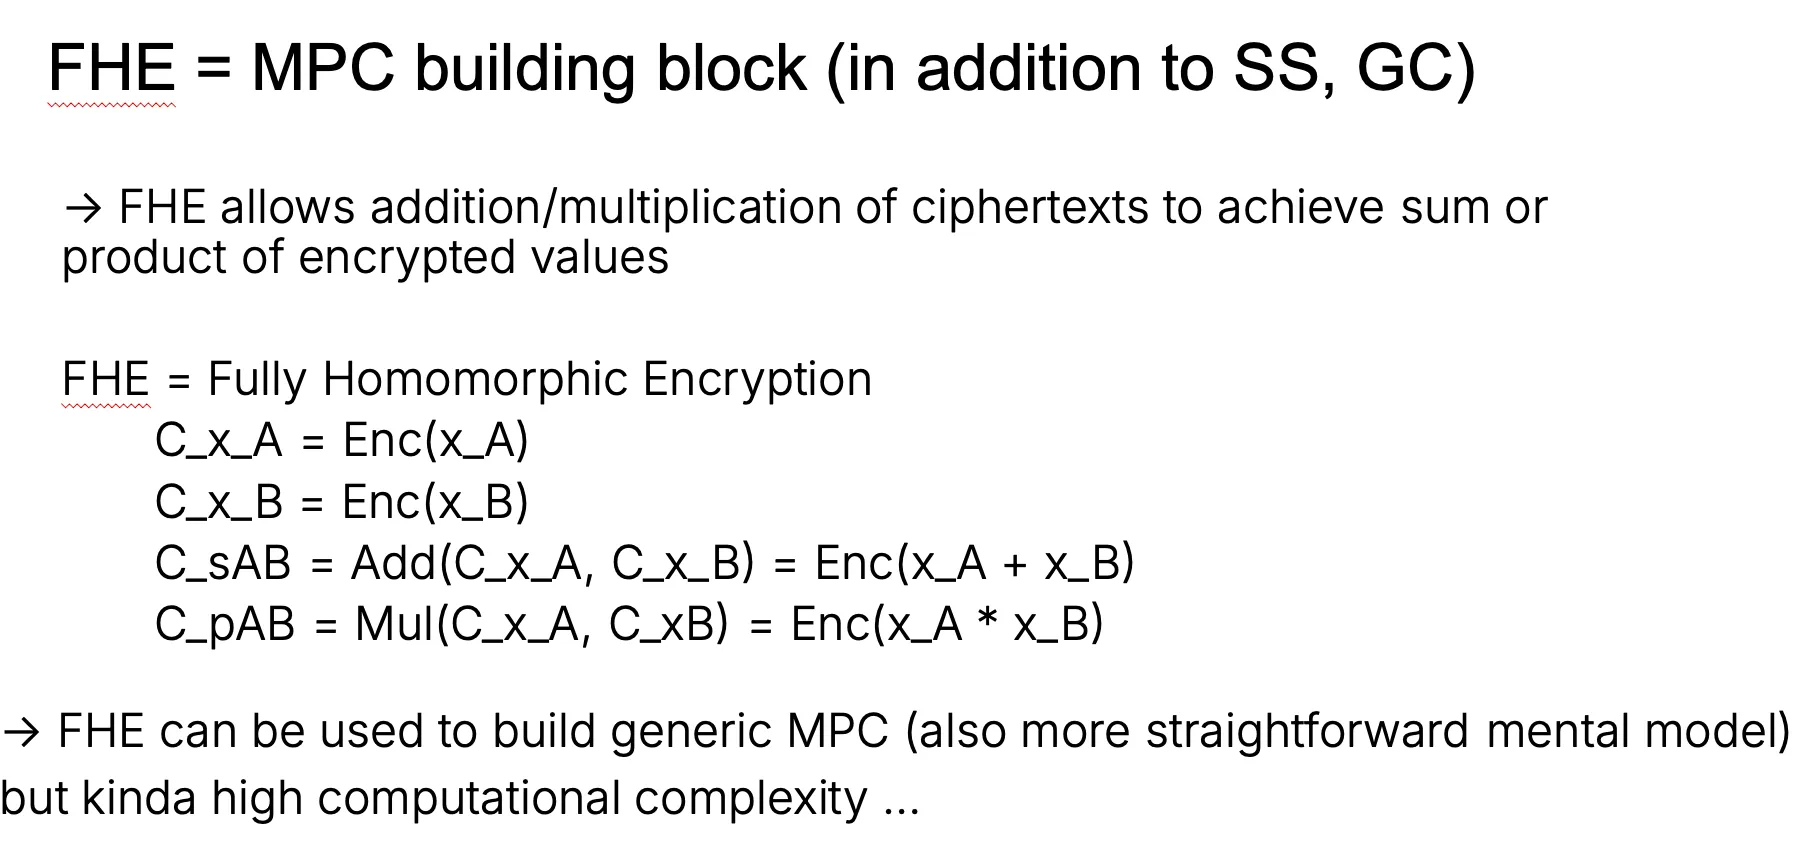 FHE = MPC building block (in addition to SS, GC)
→ FHE allows addition/multiplication of ciphertexts to achieve sum or
product of encrypted values
FHE = Fully Homomorphic Encryption
C_x_A = Enc(x_A)
C_x_B = Enc(x_B)
C_sAB = Add(C_x_A, C_x_B) = Enc(x_A + x_B)
C_pAB = Mul(C_x_A, C_xB) = Enc(x_A * x_B)
→ FHE can be used to build generic MPC (also more straightforward mental model)
but kinda high computational complexity ...